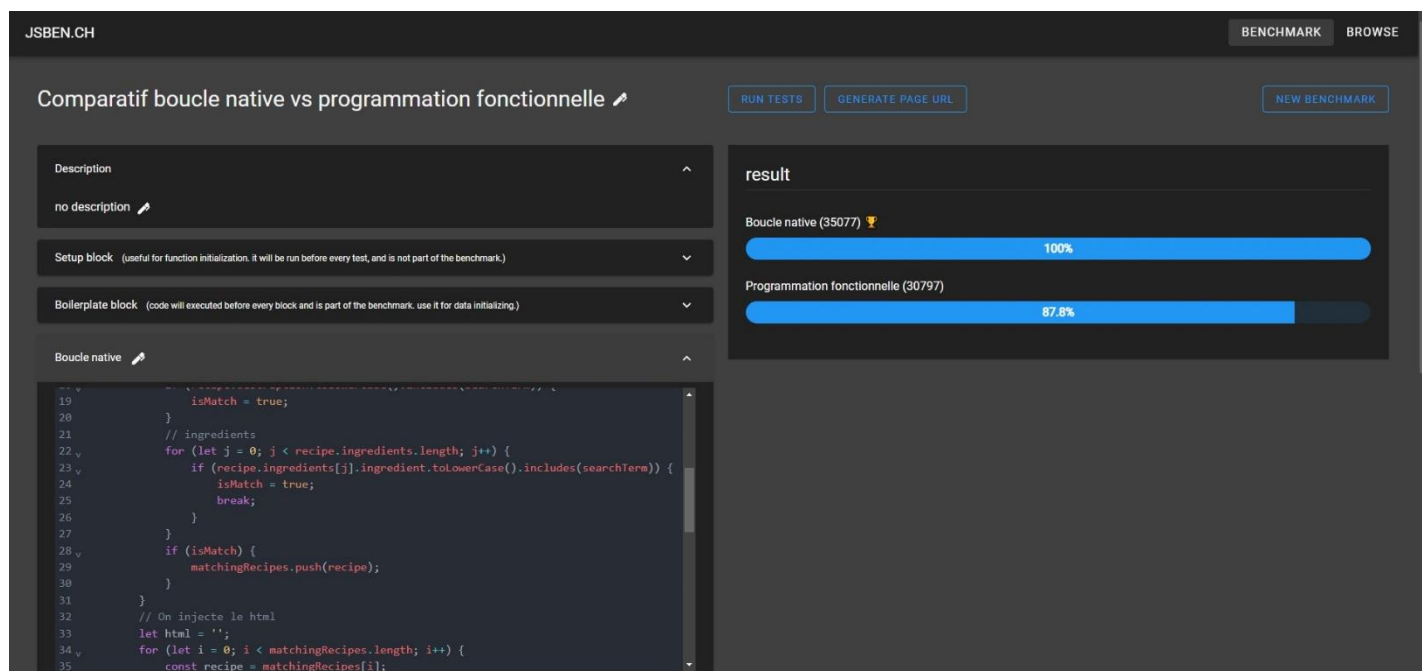 JSBEN.CH
BENCHMARK BROWSE
Comparatif boucle native vs programmation fonctionnelle
RUN TESTS GENERATE PAGE URL NEW BENCHMARK
Description
no description
Setup block (useful for function initialization. it will be run before every test, and is not part of the benchmark.)
Boilerplate block (code will executed before every block and is part of the benchmark. use it for data initializing.)
Boucle native
19 isMatch = true;
20 }
21 // ingredients
22 for (let j = 0; j < recipe.ingredients.length; j++) {
23 if (recipe.ingredients[j].ingredient.toLowerCase().includes(searchTerm)) {
24 isMatch = true;
25 break;
26 }
27 }
28 if (isMatch) {
29 matchingRecipes.push(recipe);
30 }
31 }
32 // On injecte le html
33 let html = '';
34 for (let i = 0; i < matchingRecipes.length; i++) {
35 const recipe = matchingRecipes[i];
result
Boucle native (35077)
100%
Programmation fonctionnelle (30797)
87.8%